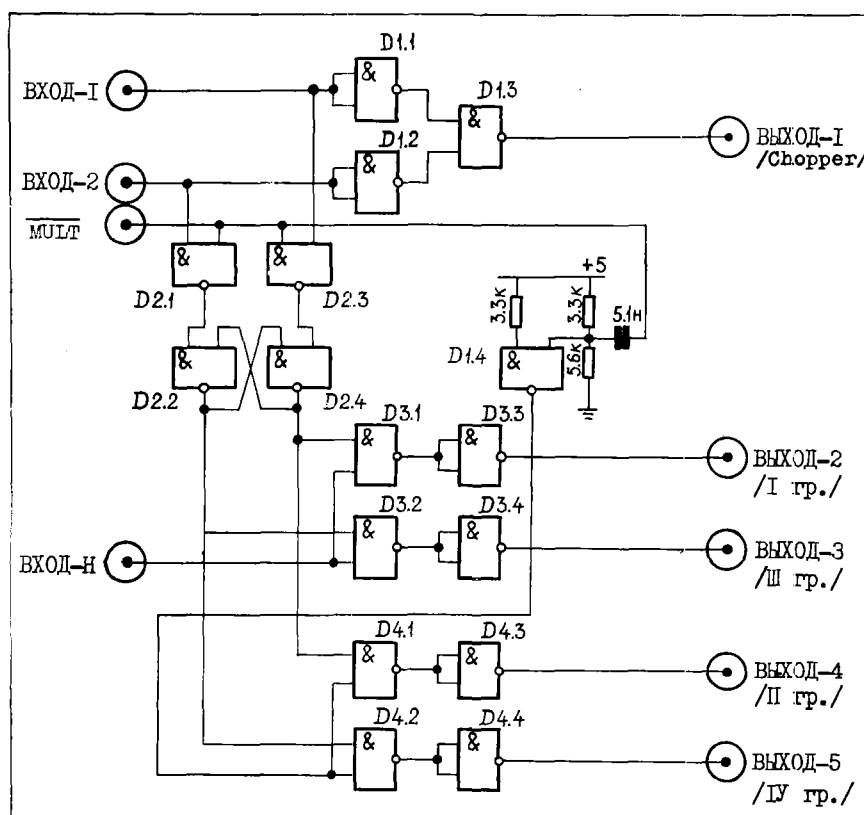 D1.1
&
ВХОД-I
D1.3
&
D1.2
ВЫХОД-I
/Chopper/
&
ВХОД-2
MULT
&
&
D2.1
D2.3
+5
3.3к
3.3к
5.1н
&
&
D1.4
&
5.6к
D2.2
D2.4
D3.1
D3.3
&
&
ВЫХОД-2
/I гр./
D3.2
D3.4
&
&
ВХОД-Н
ВЫХОД-3
/Ш гр./
D4.1
D4.3
&
&
ВЫХОД-4
/П гр./
D4.2
D4.4
&
&
ВЫХОД-5
/IУ гр./